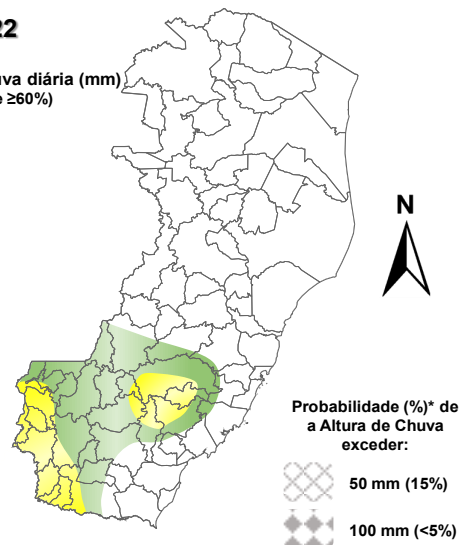 22
uva diária (mm)
e ≥60%)
N
Probabilidade (%)* de
a Altura de Chuva
exceder:
50 mm (15%)
100 mm (<5%)